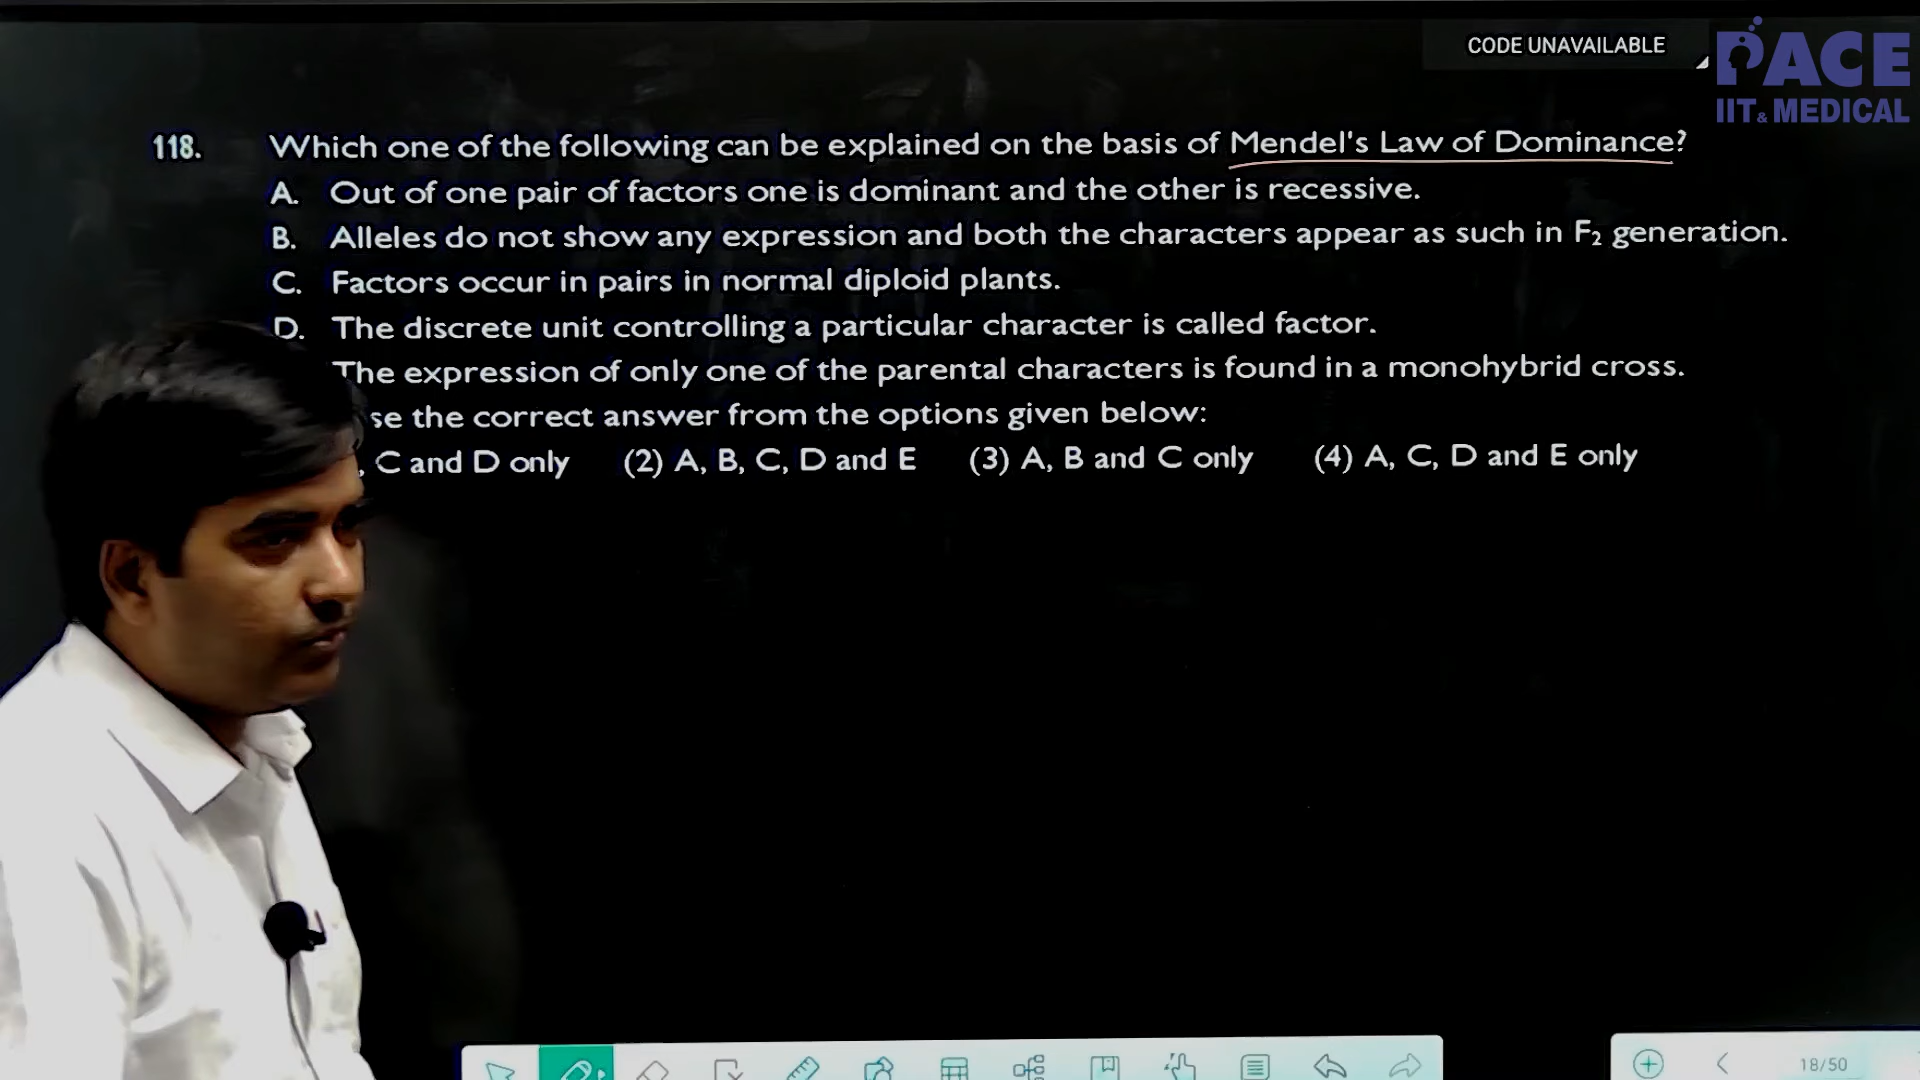 CODE UNAVAILABLE
PACE
IIT & MEDICAL
118. Which one of the following can be explained on the basis of Mendel's Law of Dominance?
A. Out of one pair of factors one is dominant and the other is recessive.
B. Alleles do not show any expression and both the characters appear as such in F₂ generation.
C. Factors occur in pairs in normal diploid plants.
D. The discrete unit controlling a particular character is called factor.
The expression of only one of the parental characters is found in a monohybrid cross.
se the correct answer from the options given below:
, C and D only (2) A, B, C, D and E (3) A, B and C only (4) A, C, D and E only
18/50